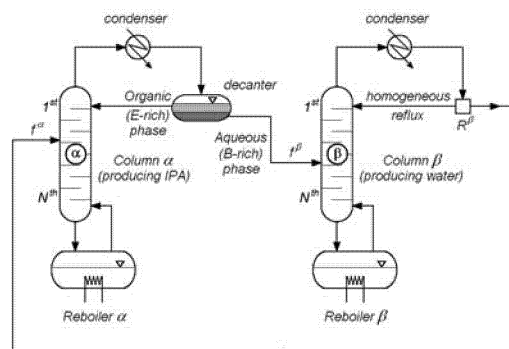 condenser
condenser
decanter
1st
Organic
(E-rich)
phase
Aqueous
(B-rich)
phase
fα
α
Column α
(producing IPA)
Nth
Reboiler α
1st
homogeneous
reflux
Rβ
fβ
β
Column β
(producing water)
Nth
Reboiler β